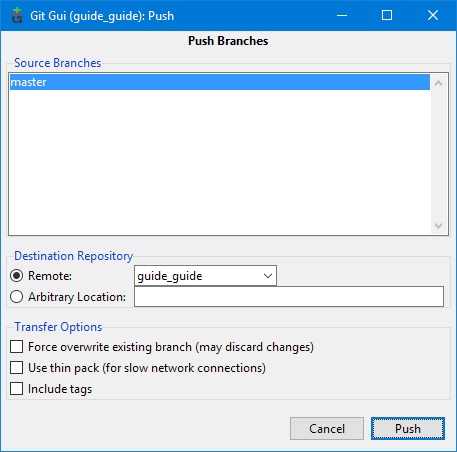 Git Gui (guide_guide): Push
Push Branches
Source Branches
master
Destination Repository
Remote: guide_guide
Arbitrary Location:
Transfer Options
Force overwrite existing branch (may discard changes)
Use thin pack (for slow network connections)
Include tags
Cancel Push